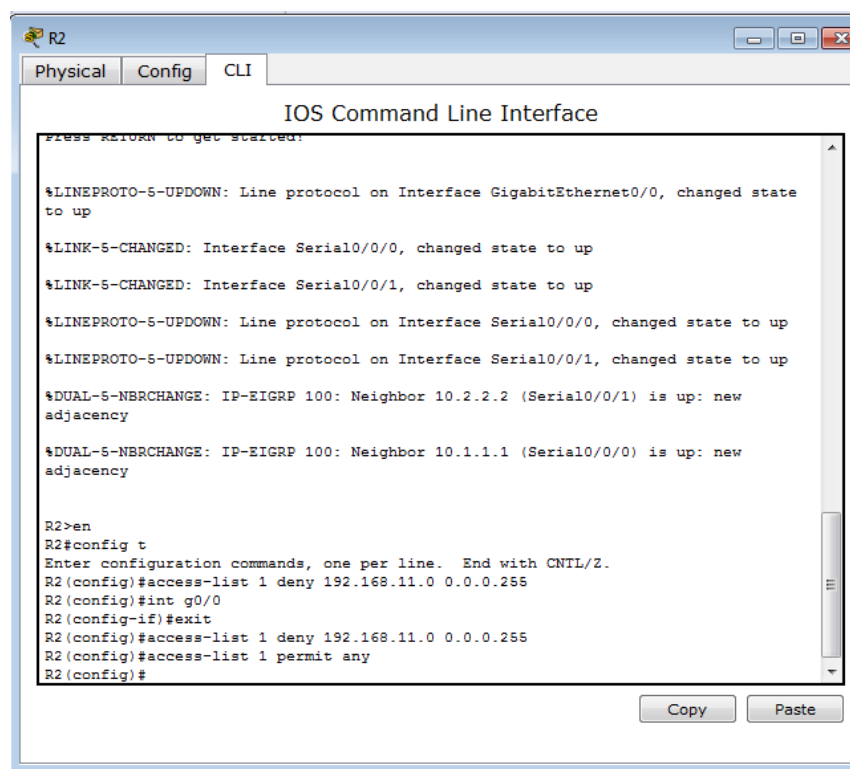 R2
Physical Config CLI
IOS Command Line Interface
Press RETURN to get started!
%LINEPROTO-5-UPDOWN: Line protocol on Interface GigabitEthernet0/0, changed state
to up
%LINK-5-CHANGED: Interface Serial0/0/0, changed state to up
%LINK-5-CHANGED: Interface Serial0/0/1, changed state to up
%LINEPROTO-5-UPDOWN: Line protocol on Interface Serial0/0/0, changed state to up
%LINEPROTO-5-UPDOWN: Line protocol on Interface Serial0/0/1, changed state to up
%DUAL-5-NBRCHANGE: IP-EIGRP 100: Neighbor 10.2.2.2 (Serial0/0/1) is up: new
adjacency
%DUAL-5-NBRCHANGE: IP-EIGRP 100: Neighbor 10.1.1.1 (Serial0/0/0) is up: new
adjacency
R2>en
R2#config t
Enter configuration commands, one per line.  End with CNTL/Z.
R2(config)#access-list 1 deny 192.168.11.0 0.0.0.255
R2(config)#int g0/0
R2(config-if)#exit
R2(config)#access-list 1 deny 192.168.11.0 0.0.0.255
R2(config)#access-list 1 permit any
R2(config)#
Copy Paste